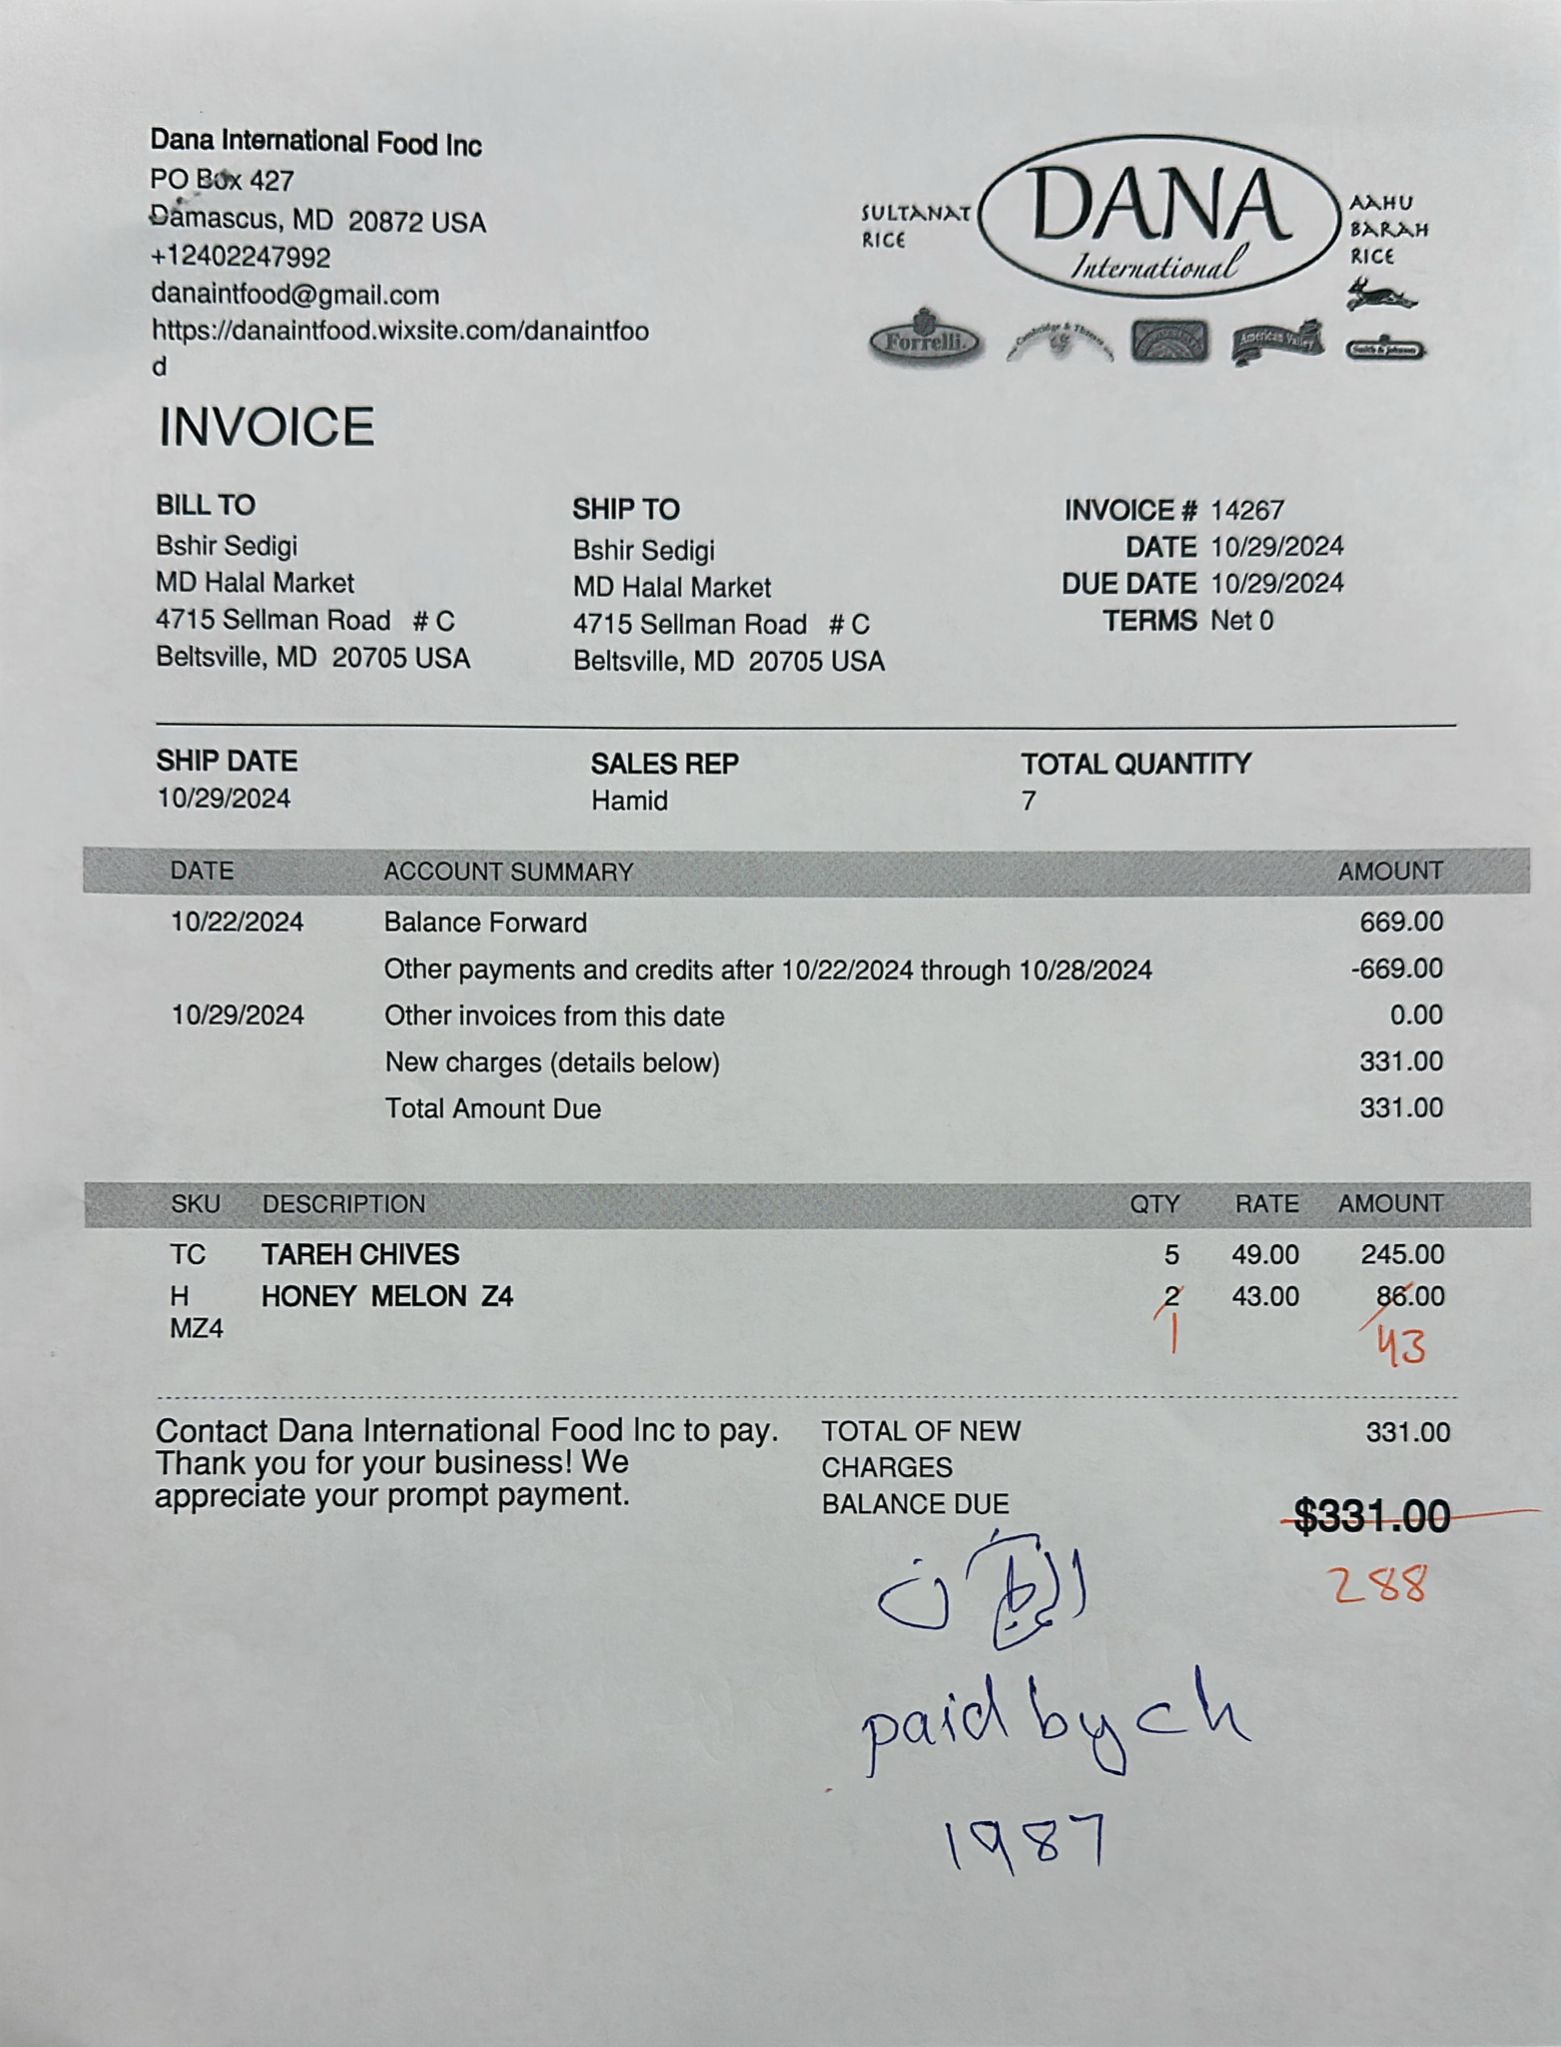 Dana International Food Inc
PO Box 427
Damascus, MD 20872 USA
+12402247992
danaintfood@gmail.com
https://danaintfood.wixsite.com/danaintfoo
d
SULTANAT
RICE
DANA
International
AAHU
BARAH
RICE
Forrelli.
American Valley
Smith & Johnson
INVOICE
BILL TO
Bshir Sedigi
MD Halal Market
4715 Sellman Road # C
Beltsville, MD 20705 USA
SHIP TO
Bshir Sedigi
MD Halal Market
4715 Sellman Road # C
Beltsville, MD 20705 USA
INVOICE # 14267
DATE 10/29/2024
DUE DATE 10/29/2024
TERMS Net 0
SHIP DATE SALES REP TOTAL QUANTITY
10/29/2024 Hamid 7
DATE ACCOUNT SUMMARY AMOUNT
10/22/2024 Balance Forward 669.00
Other payments and credits after 10/22/2024 through 10/28/2024 -669.00
10/29/2024 Other invoices from this date 0.00
New charges (details below) 331.00
Total Amount Due 331.00
SKU DESCRIPTION QTY RATE AMOUNT
TC TAREH CHIVES 5 49.00 245.00
H HONEY MELON Z4 2 43.00 86.00
MZ4 1 43
Contact Dana International Food Inc to pay.
Thank you for your business! We
appreciate your prompt payment.
TOTAL OF NEW 331.00
CHARGES
BALANCE DUE $331.00
288
paid by ch
1987